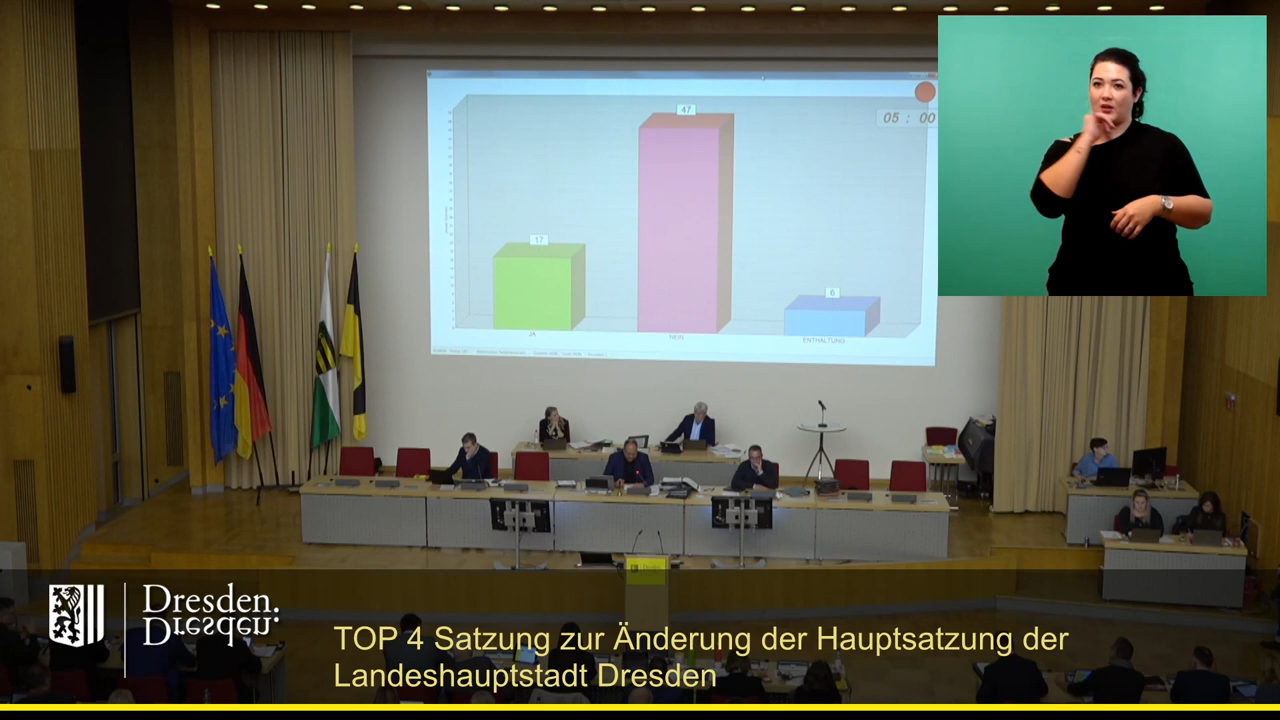 47
05 : 00
17
6
JA
NEIN
ENTHALTUNG
Dresden.
Dresden.
TOP 4 Satzung zur Änderung der Hauptsatzung der
Landeshauptstadt Dresden